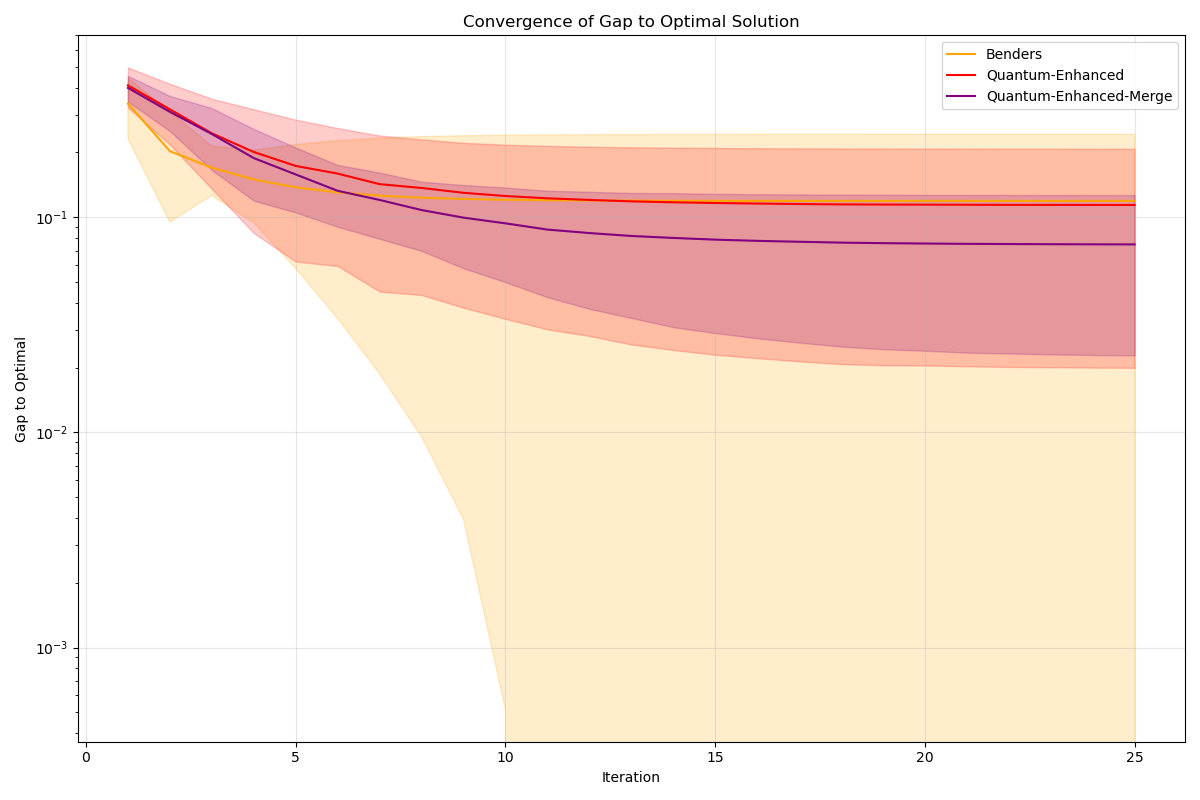 Convergence of Gap to Optimal Solution
Benders
Quantum-Enhanced
Quantum-Enhanced-Merge
Gap to Optimal
10⁻¹
10⁻²
10⁻³
0 5 10 15 20 25
Iteration